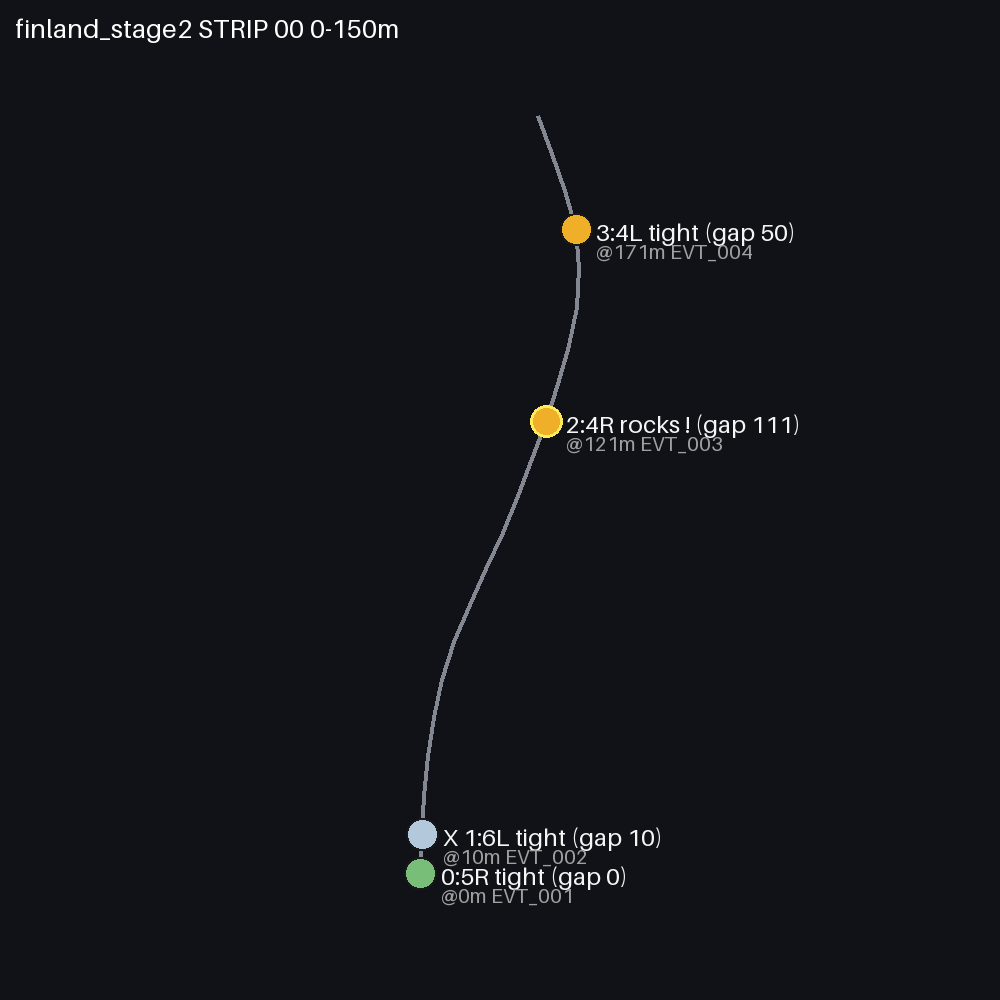 finland_stage2 STRIP 00 0-150m
3:4L tight (gap 50)
@171m EVT_004
2:4R rocks! (gap 111)
@121m EVT_003
X 1:6L tight (gap 10)
@10m EVT_002
0:5R tight (gap 0)
@0m EVT_001